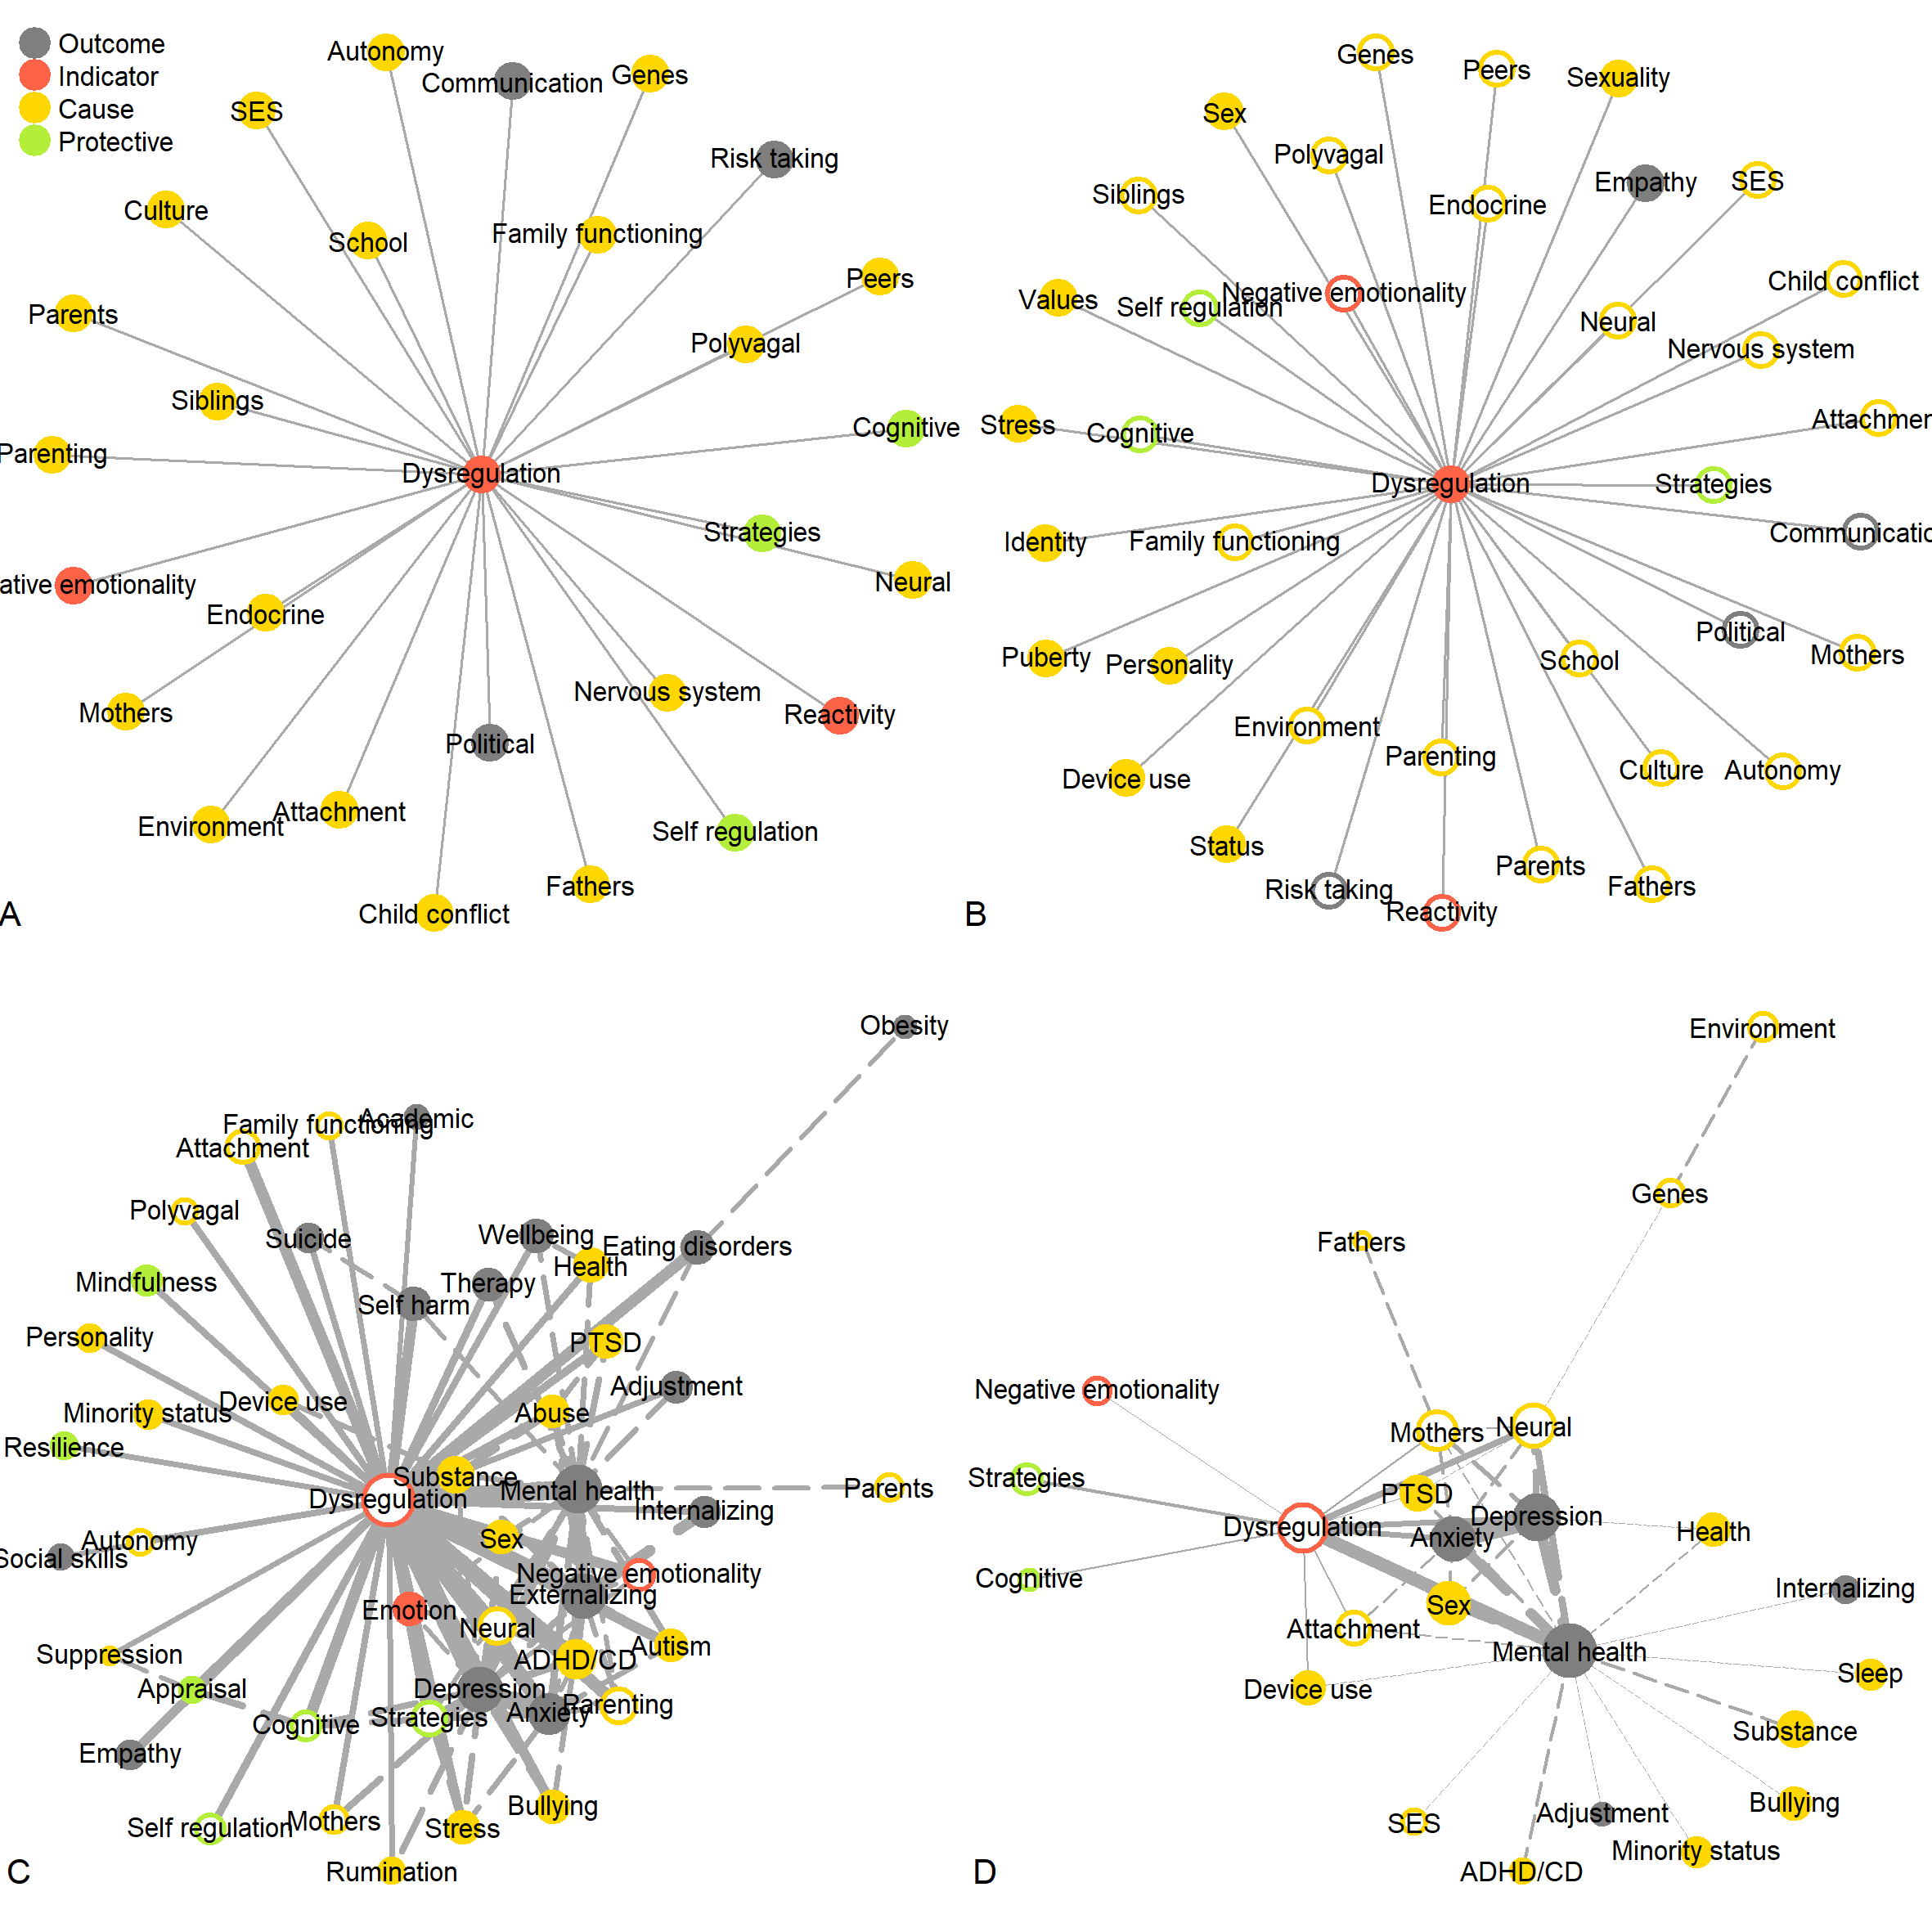 Outcome
Indicator
Cause
Protective
Autonomy
Communication
Genes
SES
Risk taking
Culture
School
Family functioning
Peers
Parents
Polyvagal
Siblings
Cognitive
Parenting
Dysregulation
Strategies
Neural
ative emotionality
Endocrine
Mothers
Nervous system
Reactivity
Political
Environment
Attachment
Self regulation
Fathers
Child conflict
A
Genes
Peers
Sexuality
Sex
Polyvagal
Empathy
SES
Siblings
Endocrine
Child conflict
Negative emotionality
Values
Self regulation
Neural
Nervous system
Stress
Cognitive
Attachmen
Dysregulation
Strategies
Identity
Family functioning
Communicatio
Political
Puberty
Personality
School
Mothers
Environment
Parenting
Culture
Autonomy
Device use
Status
Risk taking
Parents
Fathers
Reactivity
B
Obesity
Family functioning
Academic
Attachment
Polyvagal
Suicide
Wellbeing
Eating disorders
Health
Mindfulness
Therapy
Self harm
Personality
PTSD
Adjustment
Minority status
Device use
Abuse
Resilience
Substance
Dysregulation
Mental health
Parents
Internalizing
Autonomy
Sex
Social skills
Negative emotionality
Externalizing
Emotion
Neural
Autism
Suppression
ADHD/CD
Appraisal
Depression
Parenting
Cognitive
Strategies
Anxiety
Empathy
Self regulation
Mothers
Stress
Bullying
Rumination
C
Environment
Genes
Fathers
Negative emotionality
Mothers
Neural
Strategies
PTSD
Dysregulation
Depression
Anxiety
Health
Cognitive
Internalizing
Sex
Attachment
Mental health
Device use
Sleep
Substance
SES
Adjustment
Bullying
Minority status
ADHD/CD
D